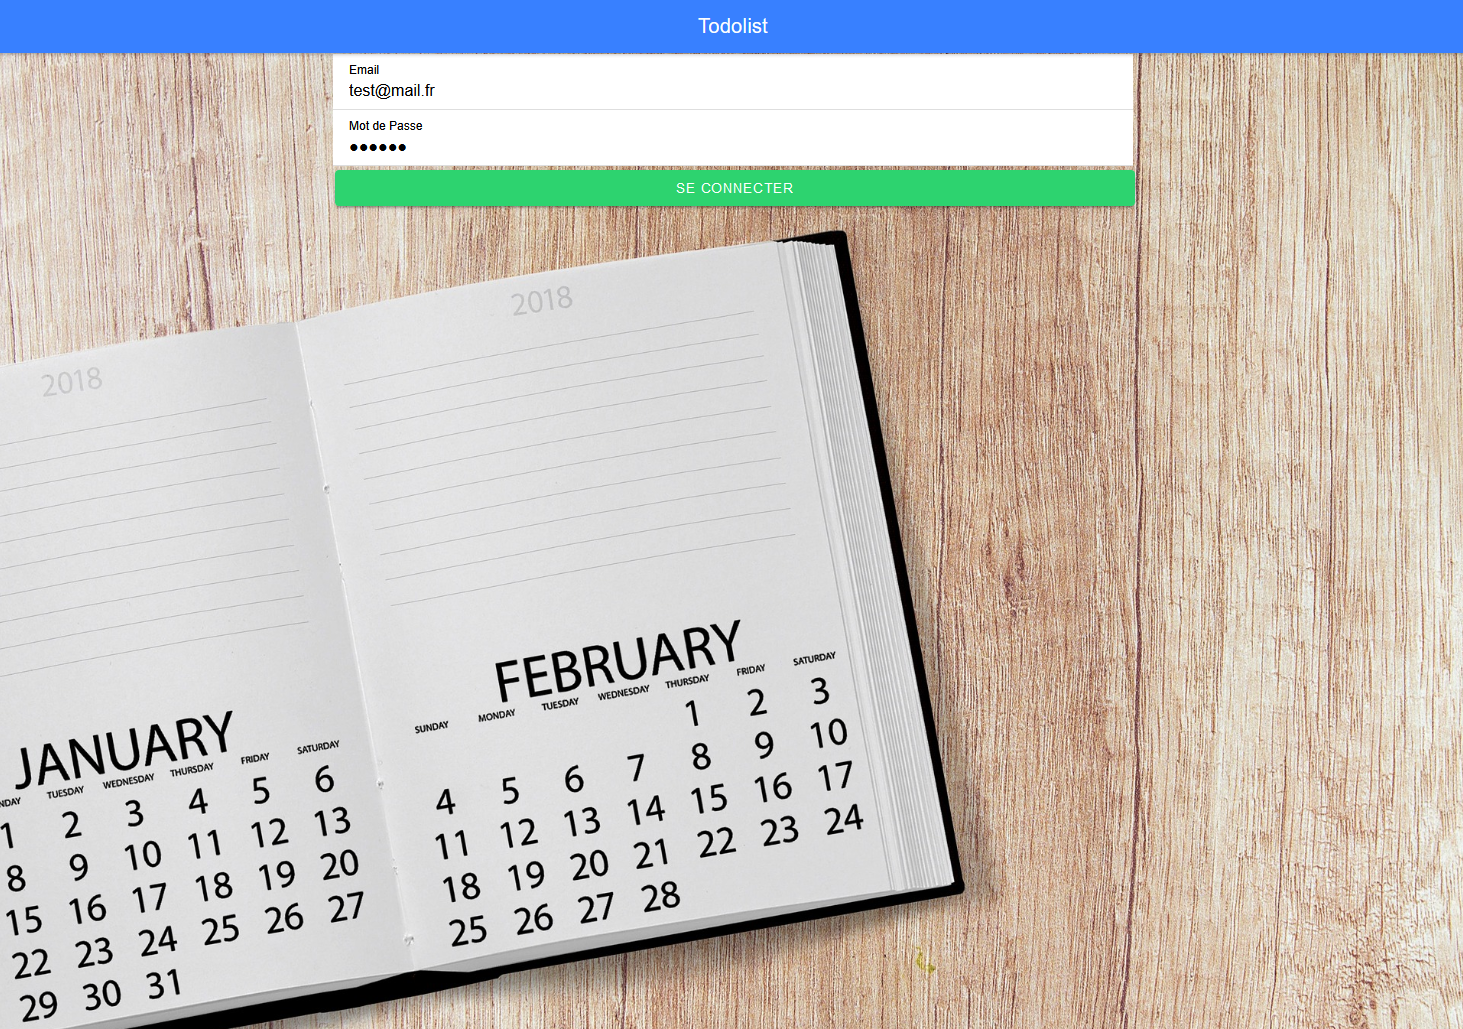 Todolist
Email
test@mail.fr
Mot de Passe
••••••
SE CONNECTER
2018
2018
FEBRUARY
SUNDAY MONDAY TUESDAY WEDNESDAY THURSDAY FRIDAY SATURDAY
1 2 3
4 5 6 7 8 9 10
11 12 13 14 15 16 17
18 19 20 21 22 23 24
25 26 27 28
JANUARY
NDAY TUESDAY WEDNESDAY THURSDAY FRIDAY SATURDAY
1 2 3 4 5 6
8 9 10 11 12 13
15 16 17 18 19 20
22 23 24 25 26 27
29 30 31